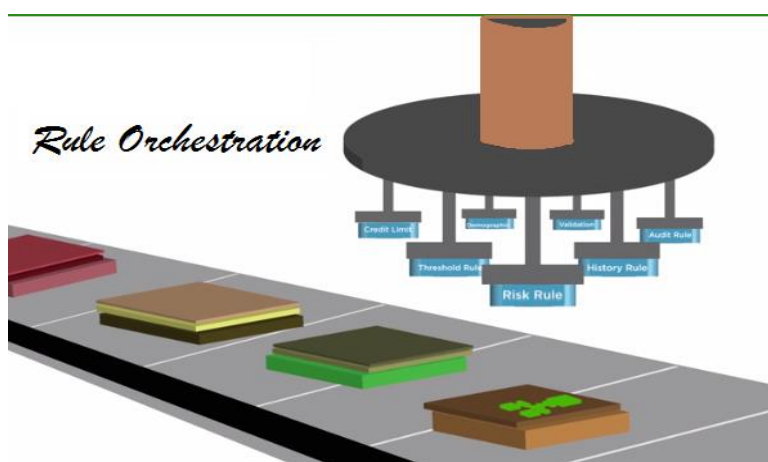 Rule Orchestration
Credit Limit
Demographic
Validation
Audit Rule
Threshold Rule
History Rule
Risk Rule